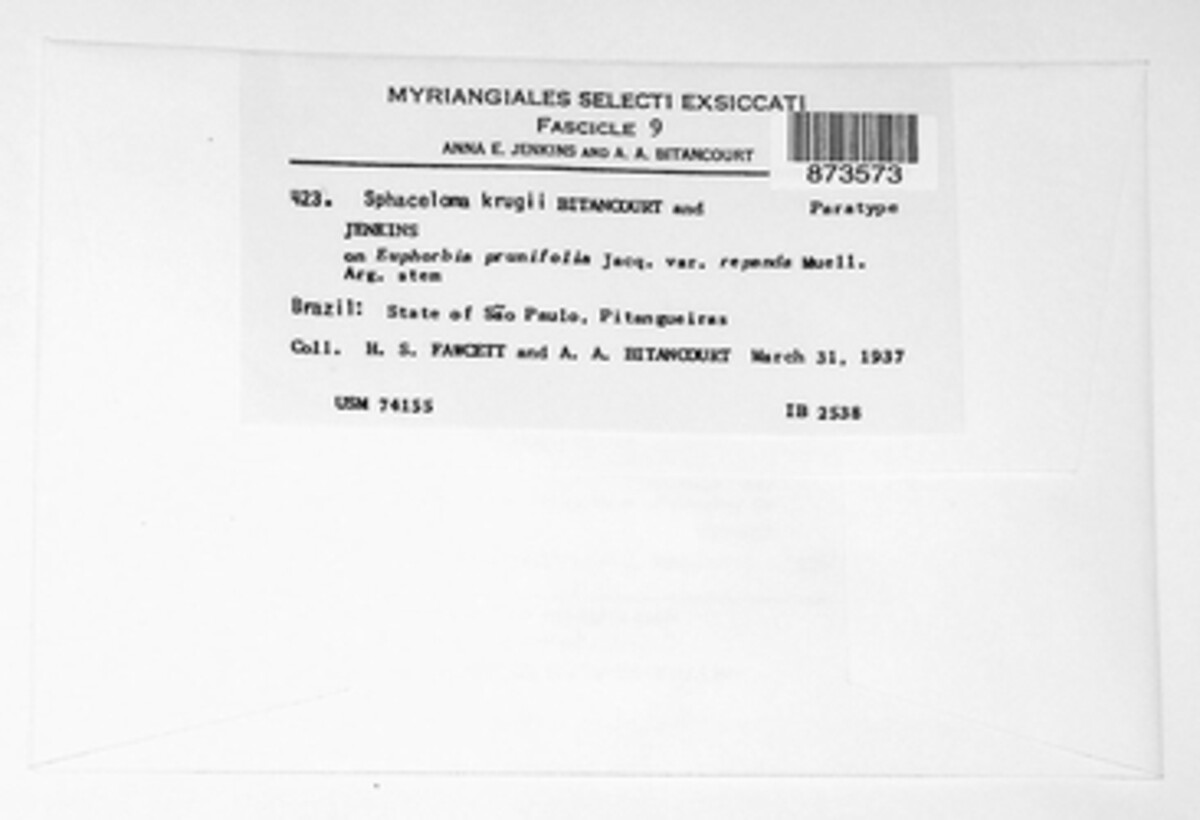 MYRIANGIALES SELECTI EXSICCATI
FASCICLE 9
ANNA E. JENKINS AND A. A. BITANCOURT
873573
423. Sphaceloma krugii BITANCOURT and
Paratype
JENKINS
on Euphorbia prunifolia Jacq. var. repanda Muell.
Arg. stem
Brazil: State of São Paulo, Pitangueiras
Coll. H. S. FAWCETT and A. A. BITANCOURT March 31, 1937
USM 74155 IB 2538